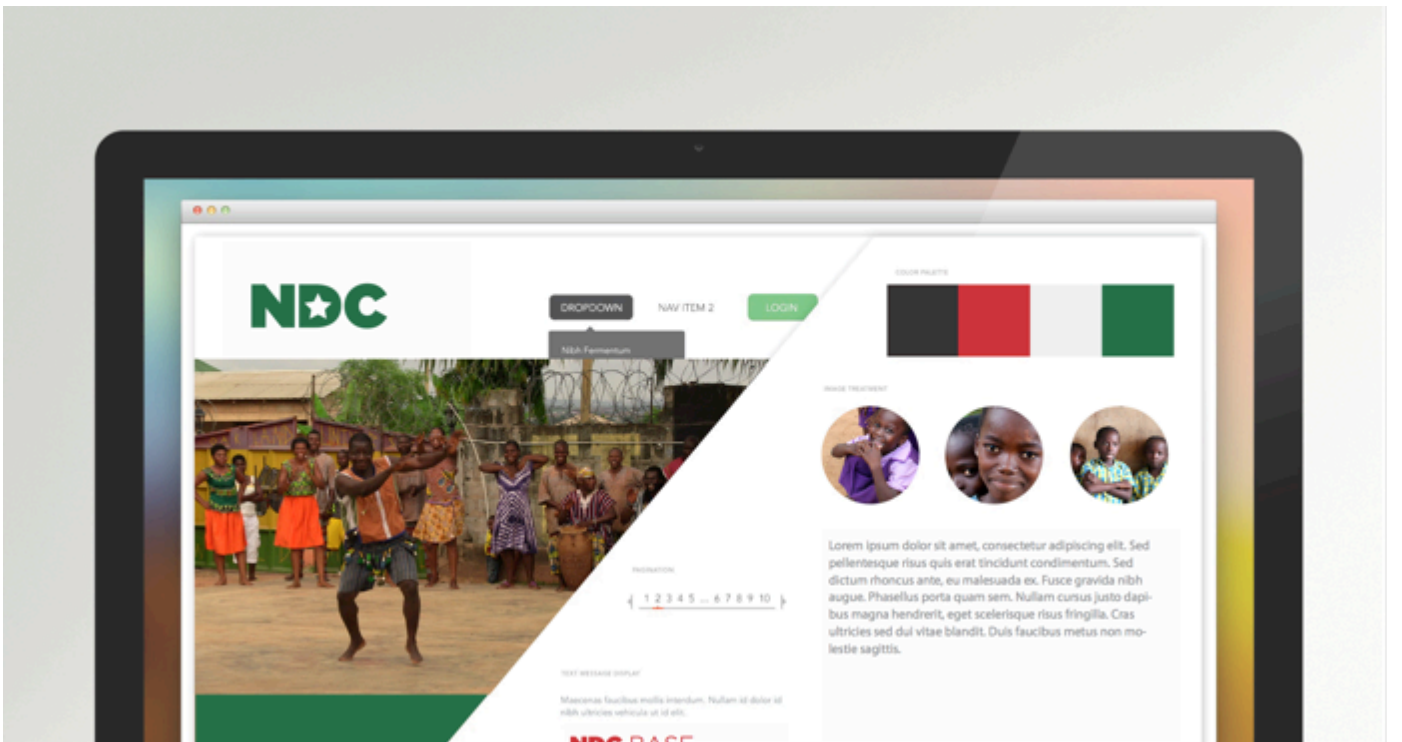 NDC
DROPDOWN
NAV ITEM 2
LOGIN
Nibh Fermentum
COLOR PALETTE
IMAGE TREATMENT
Lorem ipsum dolor sit amet, consectetur adipiscing elit. Sed
pellentesque risus quis erat tincidunt condimentum. Sed
dictum rhoncus ante, eu malesuada ex. Fusce gravida nibh
augue. Phasellus porta quam sem. Nullam cursus justo dapi-
bus magna hendrerit, eget scelerisque risus fringilla. Cras
ultricies sed dui vitae blandit. Duis faucibus metus non mo-
lestie sagittis.
PAGINATION
1 2 3 4 5 ... 6 7 8 9 10
TEXT MESSAGE DISPLAY
Maecenas faucibus mollis interdum. Nullam id dolor id
nibh ultricies vehicula ut id elit.
NDC BASE